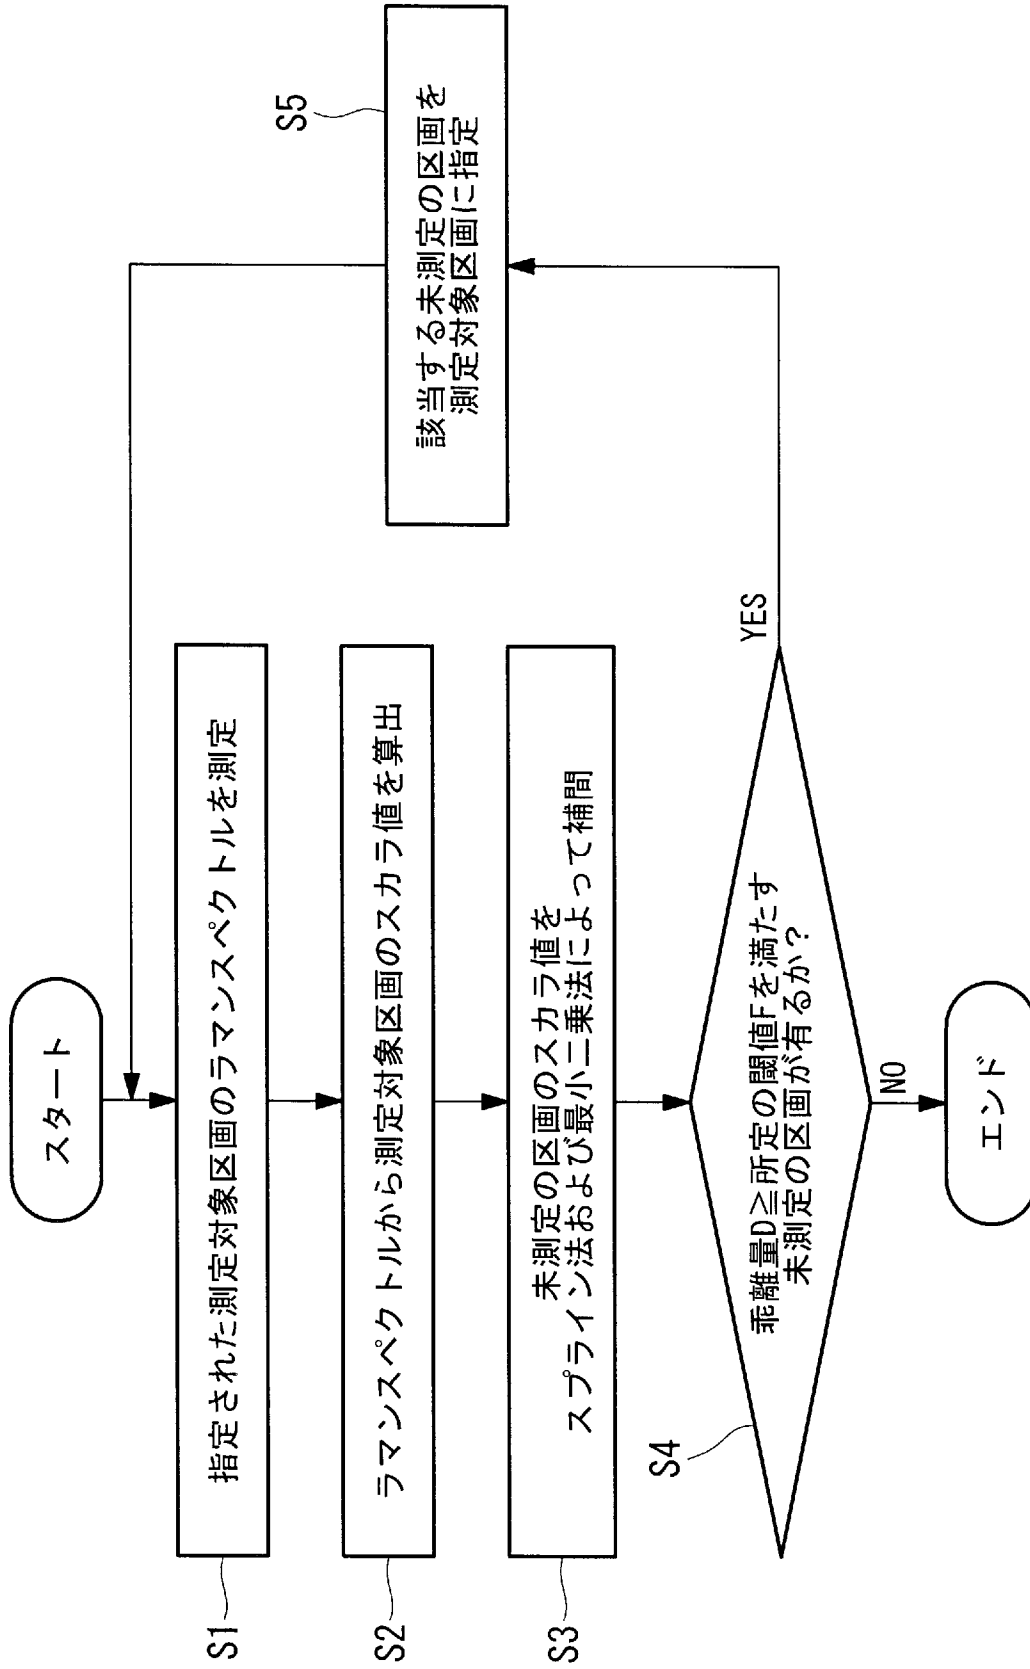 スタート
S1
指定された測定対象区画のラマンスペクトルを測定
S2
ラマンスペクトルから測定対象区画のスカラ値を算出
S3
未測定の区画のスカラ値を
スプライン法および最小二乗法によって補間
S4
乖離量D≧所定の閾値Fを満たす
未測定の区画が有るか？
YES
NO
S5
該当する未測定の区画を
測定対象区画に指定
エンド